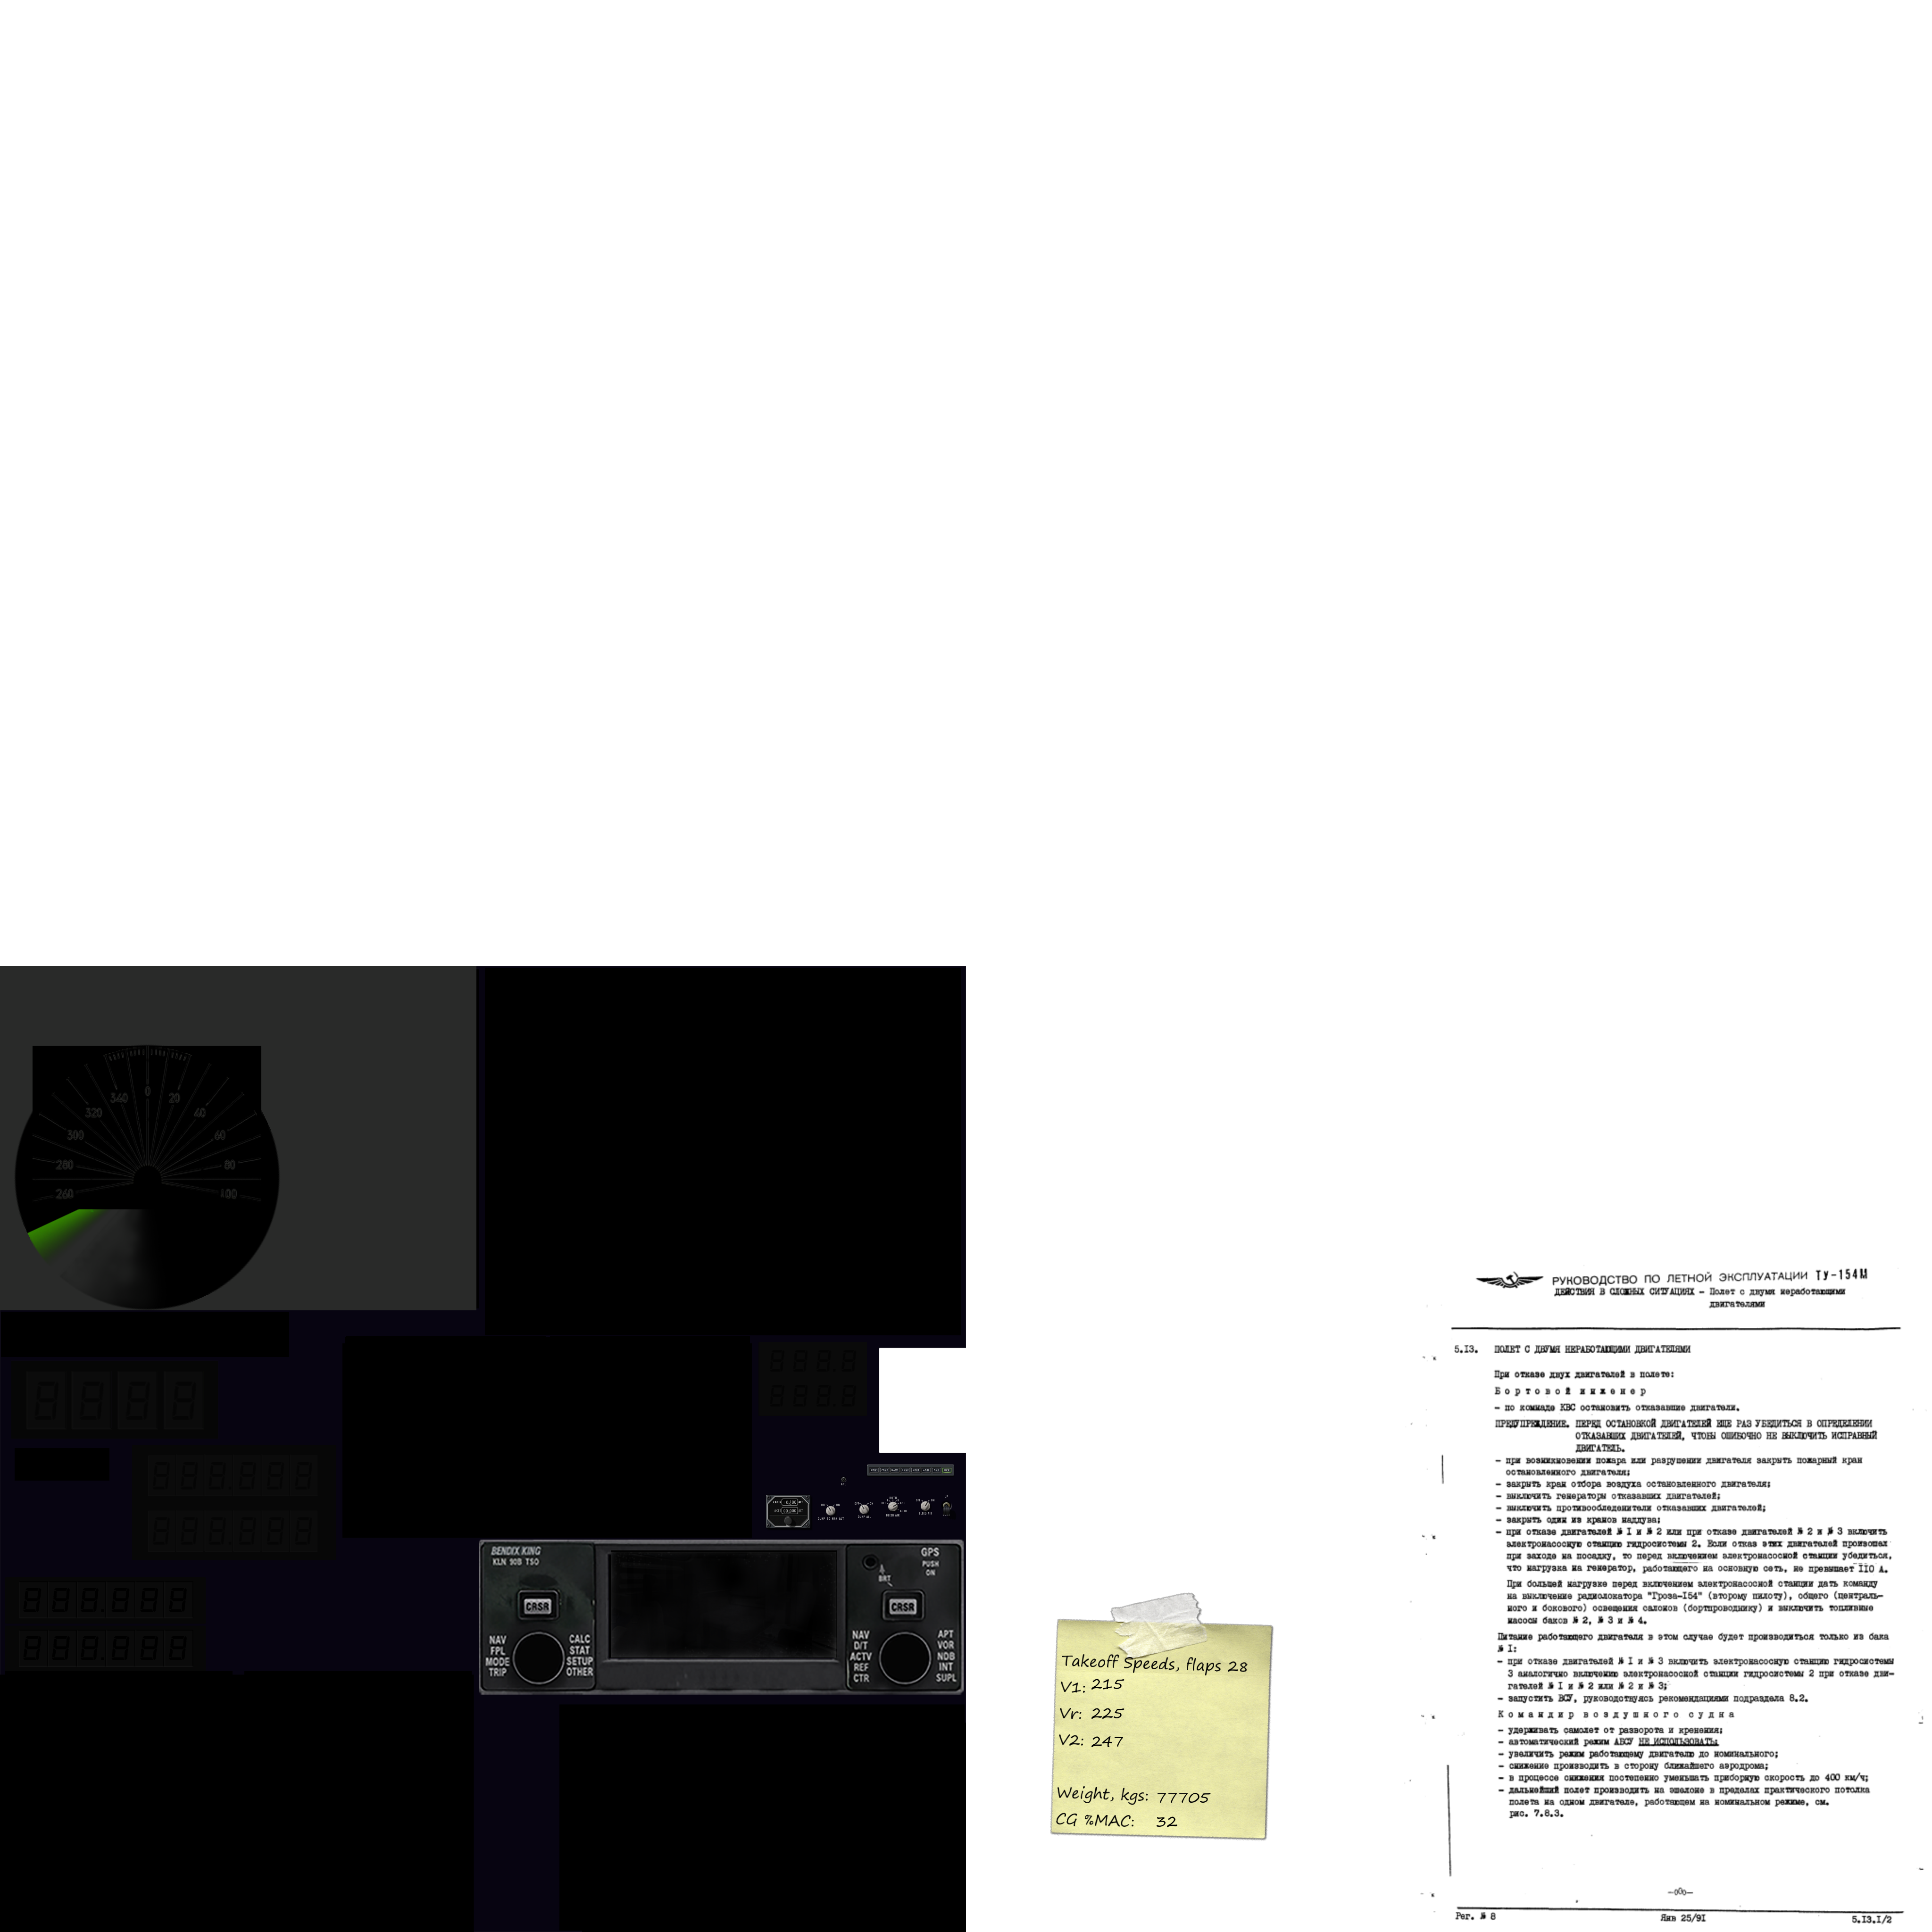 340 0 20
320 40
300 60
280 80
260 100
BENDIX KING
KLN 90B TSO
CRSR
NAV CALC
FPL STAT
MODE SETUP
TRIP OTHER
GPS
PUSH
ON
BRT
CRSR
NAV APT
D/T VOR
ACTV NDB
REF INT
CTR SUPL
Takeoff Speeds, flaps 28
V1: 215
Vr: 225
V2: 247
Weight, kgs: 77705
CG %MAC: 32
РУКОВОДСТВО ПО ЛЕТНОЙ ЭКСПЛУАТАЦИИ ТУ-154М
ДЕЙСТВИЯ В СЛОЖНЫХ СИТУАЦИЯХ – Полет с двумя неработающими
двигателями
5.13. ПОЛЕТ С ДВУМЯ НЕРАБОТАЮЩИМИ ДВИГАТЕЛЯМИ
При отказе двух двигателей в полете:
Бортовой инженер
– по команде КВС остановить отказавшие двигатели.
ПРЕДУПРЕЖДЕНИЕ. ПЕРЕД ОСТАНОВКОЙ ДВИГАТЕЛЕЙ ЕЩЕ РАЗ УБЕДИТЬСЯ В ОПРЕДЕЛЕНИИ
ОТКАЗАВШИХ ДВИГАТЕЛЕЙ, ЧТОБЫ ОШИБОЧНО НЕ ВЫКЛЮЧИТЬ ИСПРАВНЫЙ
ДВИГАТЕЛЬ.
– при возникновении пожара или разрушении двигателя закрыть пожарный кран
остановленного двигателя;
– закрыть кран отбора воздуха остановленного двигателя;
– выключить генераторы отказавших двигателей;
– выключить противообледенители отказавших двигателей;
– закрыть один из кранов наддува;
– при отказе двигателей № 1 и № 2 или при отказе двигателей № 2 и № 3 включить
электронасосную станцию гидросистемы 2. Если отказ этих двигателей произошел
при заходе на посадку, то перед включением электронасосной станции убедиться,
что нагрузка на генератор, работающего на основную сеть, не превышает 110 А.
При большей нагрузке перед включением электронасосной станции дать команду
на выключение радиолокатора "Гроза-154" (второму пилоту), общего (централь-
ного и бокового) освещения салонов (бортпроводнику) и выключить топливные
насосы баков № 2, № 3 и № 4.
Питание работающего двигателя в этом случае будет производиться только из бака
№ 1:
– при отказе двигателей № 1 и № 3 включить электронасосную станцию гидросистемы
3 аналогично включению электронасосной станции гидросистемы 2 при отказе дви-
гателей № 1 и № 2 или № 2 и № 3;
– запустить ВСУ, руководствуясь рекомендациями подраздела 8.2.
Командир воздушного судна
– удерживать самолет от разворота и кренения;
– автоматический режим АБСУ НЕ ИСПОЛЬЗОВАТЬ;
– увеличить режим работающему двигателю до номинального;
– снижение производить в сторону ближайшего аэродрома;
– в процессе снижения постепенно уменьшать приборную скорость до 400 км/ч;
– дальнейший полет производить на эшелоне в пределах практического потолка
полета на одном двигателе, работающем на номинальном режиме, см.
рис. 7.8.3.
—о0о—
Рег. № 8 Янв 25/91 5.13.1/2